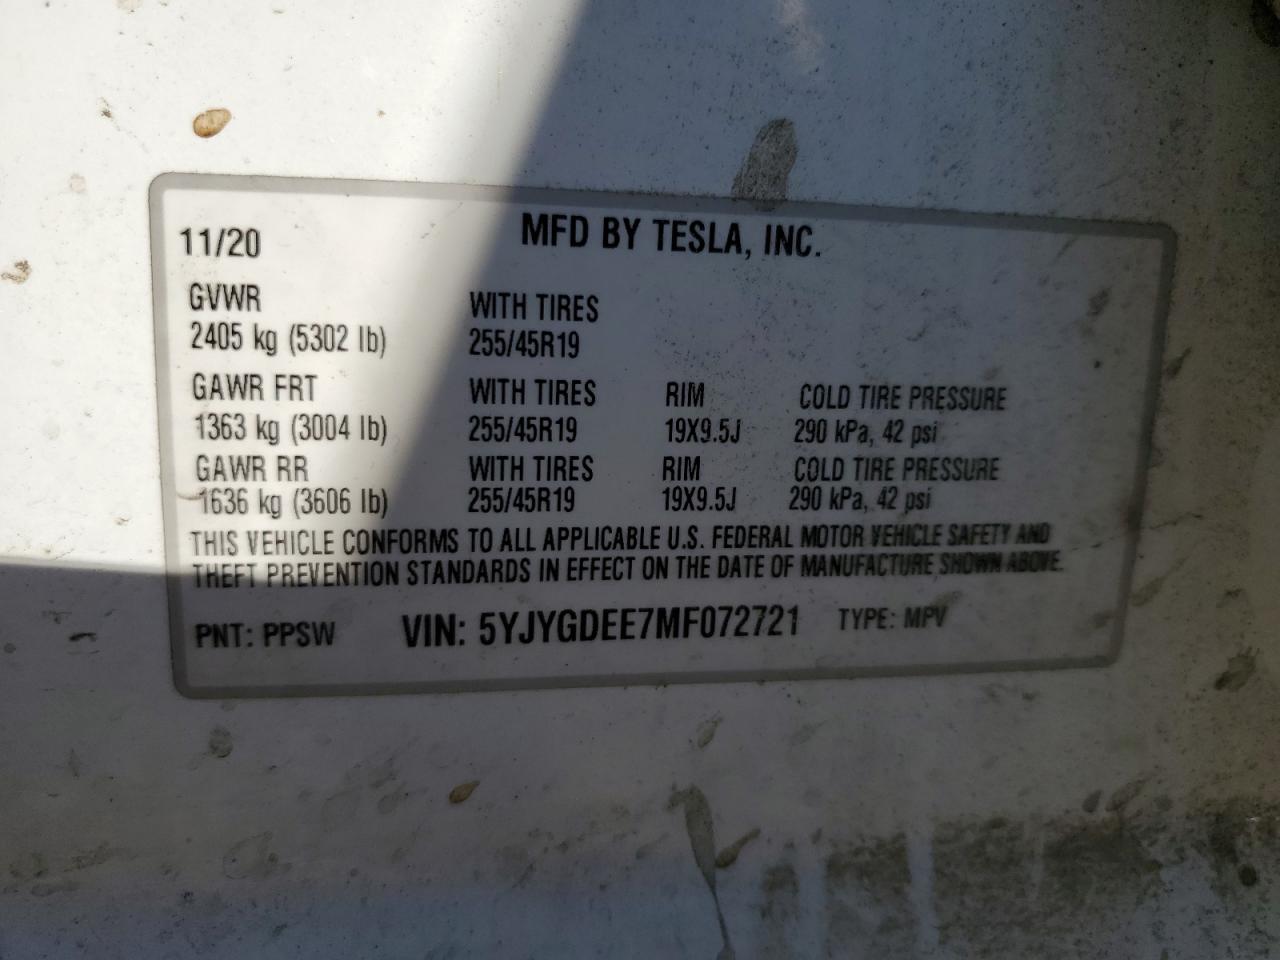 11/20 MFD BY TESLA, INC.
GVWR WITH TIRES
2405 kg (5302 lb) 255/45R19
GAWR FRT WITH TIRES RIM COLD TIRE PRESSURE
1363 kg (3004 lb) 255/45R19 19X9.5J 290 kPa, 42 psi
GAWR RR WITH TIRES RIM COLD TIRE PRESSURE
1636 kg (3606 lb) 255/45R19 19X9.5J 290 kPa, 42 psi
THIS VEHICLE CONFORMS TO ALL APPLICABLE U.S. FEDERAL MOTOR VEHICLE SAFETY AND
THEFT PREVENTION STANDARDS IN EFFECT ON THE DATE OF MANUFACTURE SHOWN ABOVE.
PNT: PPSW VIN: 5YJYGDEE7MF072721 TYPE: MPV